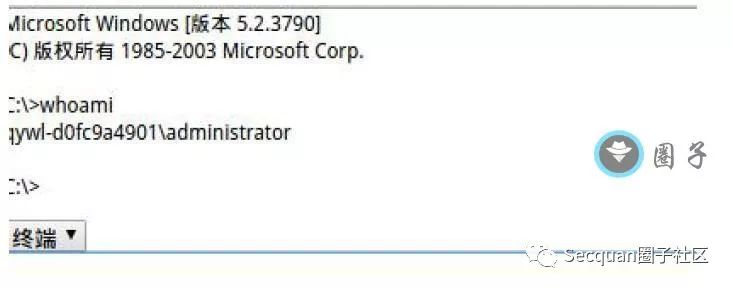 Microsoft Windows [版本 5.2.3790]
(C) 版权所有 1985-2003 Microsoft Corp.
C:\>whoami
qywl-d0fc9a4901\administrator
C:\>
圈子
终端
Secquan圈子社区